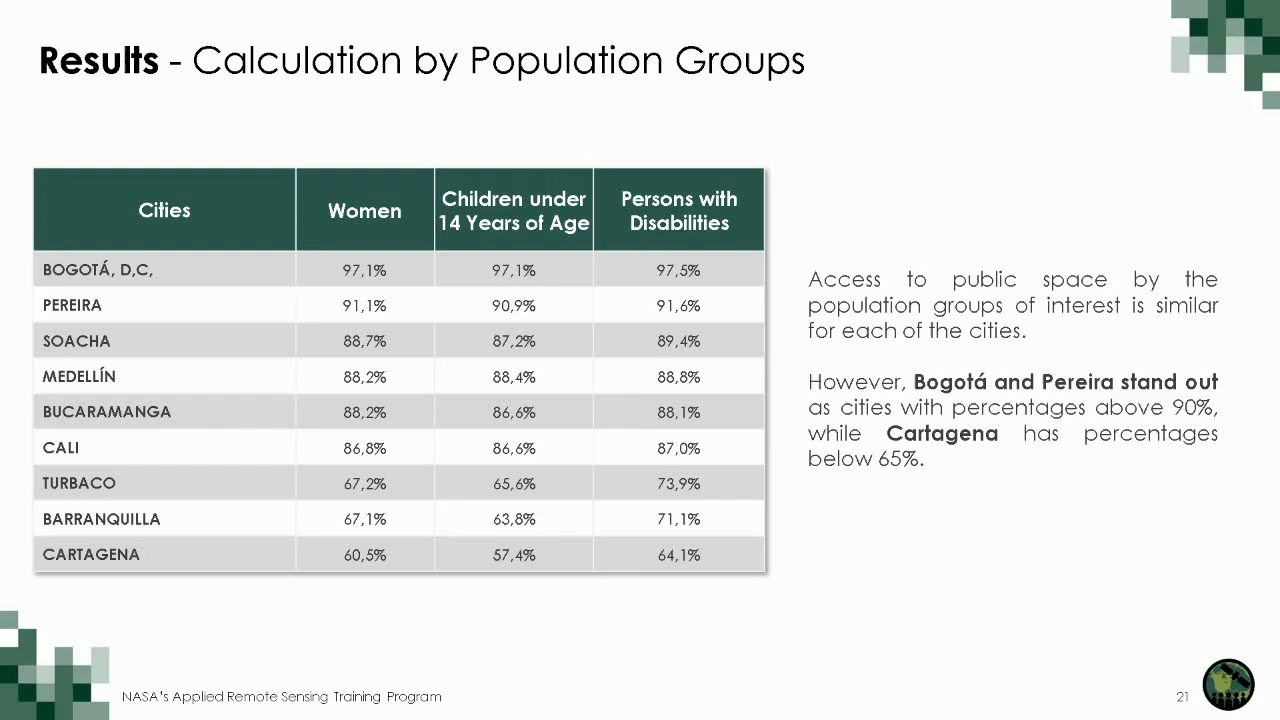 Results - Calculation by Population Groups
Cities Women Children under 14 Years of Age Persons with Disabilities
BOGOTÁ, D,C, 97,1% 97,1% 97,5%
PEREIRA 91,1% 90,9% 91,6%
SOACHA 88,7% 87,2% 89,4%
MEDELLÍN 88,2% 88,4% 88,8%
BUCARAMANGA 88,2% 86,6% 88,1%
CALI 86,8% 86,6% 87,0%
TURBACO 67,2% 65,6% 73,9%
BARRANQUILLA 67,1% 63,8% 71,1%
CARTAGENA 60,5% 57,4% 64,1%
Access to public space by the
population groups of interest is similar
for each of the cities.
However, Bogotá and Pereira stand out
as cities with percentages above 90%,
while Cartagena has percentages
below 65%.
NASA's Applied Remote Sensing Training Program
21